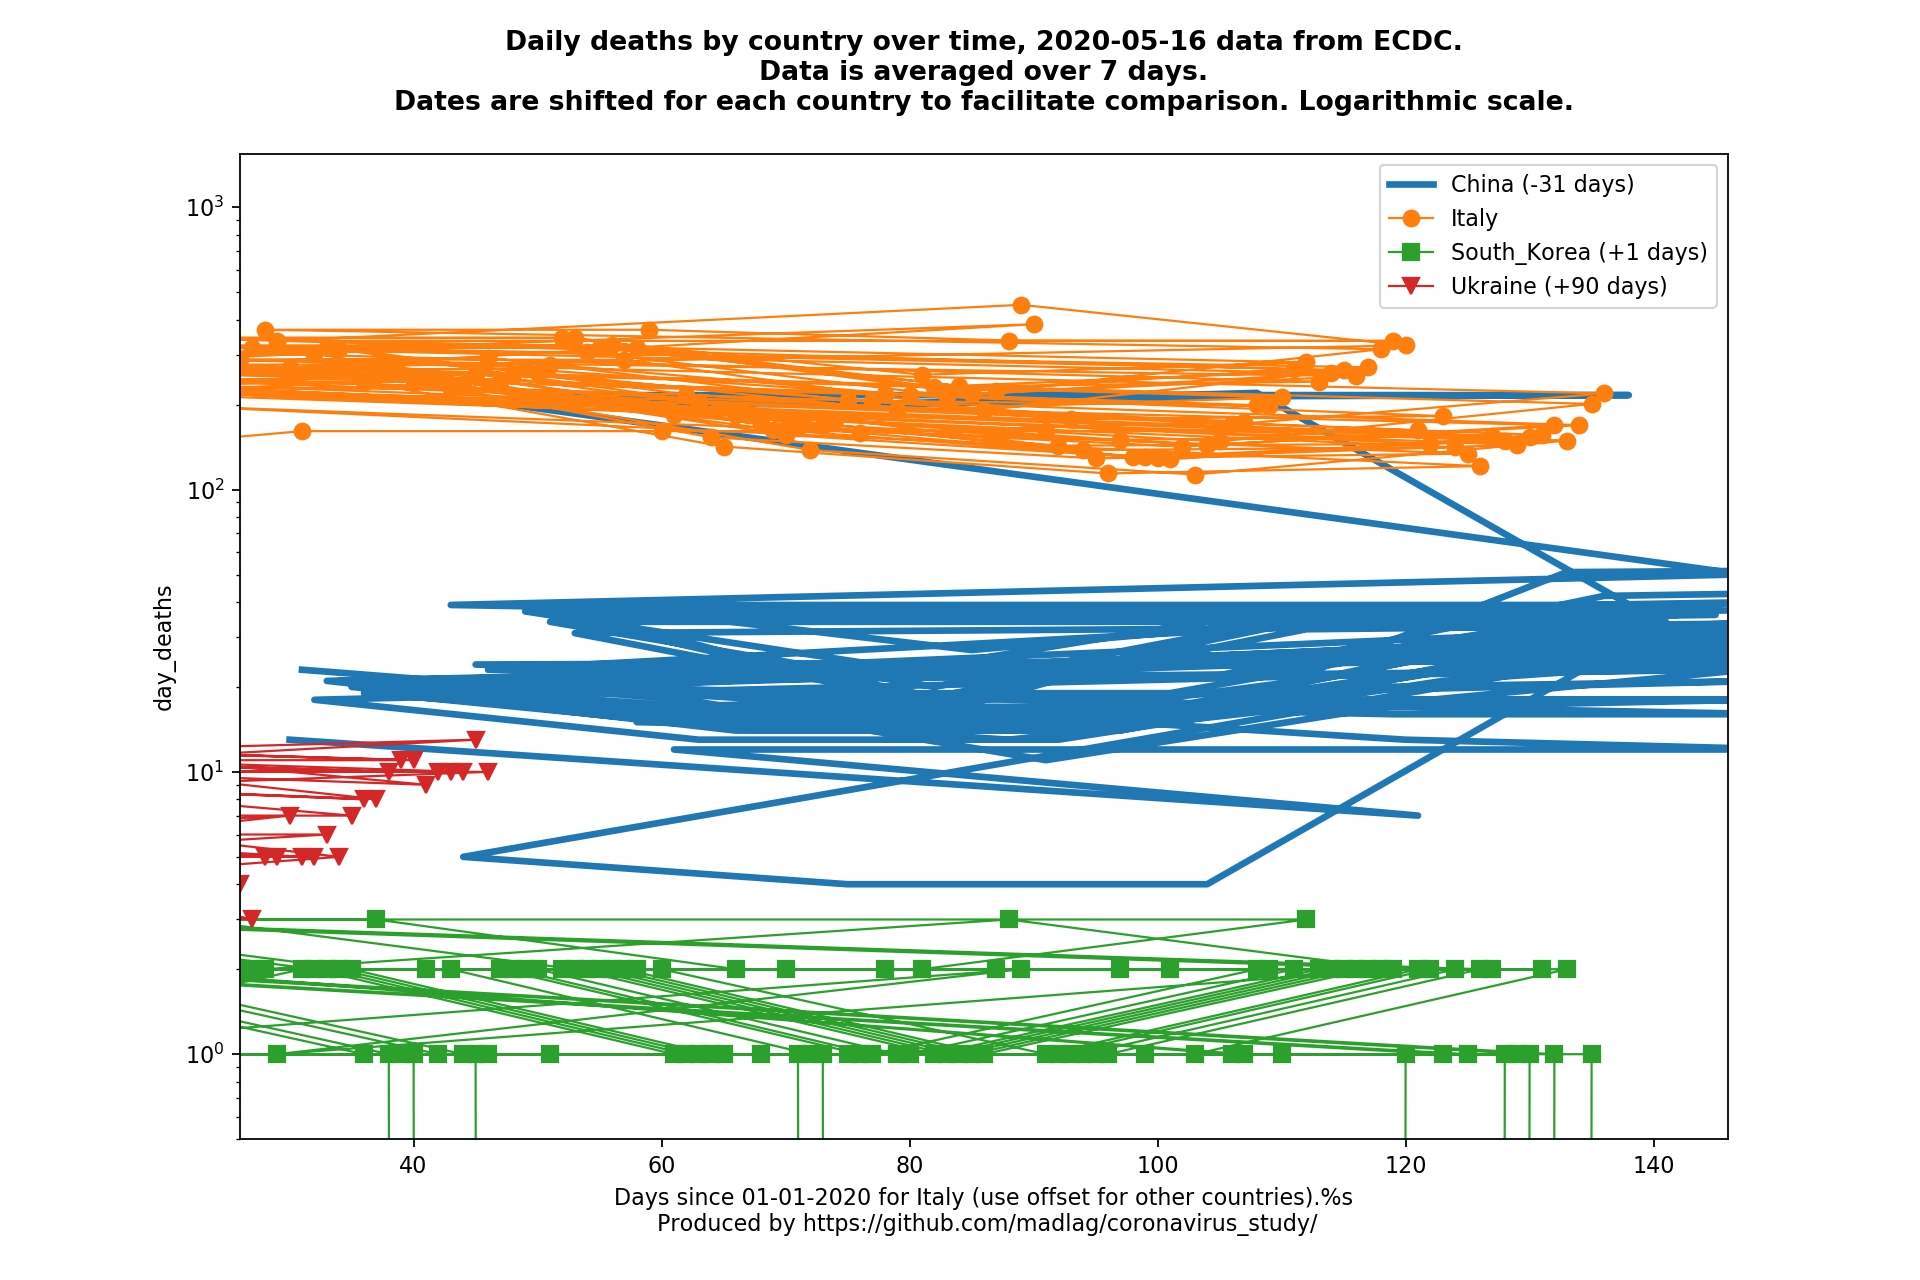 Daily deaths by country over time, 2020-05-16 data from ECDC.
Data is averaged over 7 days.
Dates are shifted for each country to facilitate comparison. Logarithmic scale.
China (-31 days)
Italy
South_Korea (+1 days)
Ukraine (+90 days)
day_deaths
10³
10²
10¹
10⁰
40 60 80 100 120 140
Days since 01-01-2020 for Italy (use offset for other countries).%s
Produced by https://github.com/madlag/coronavirus_study/